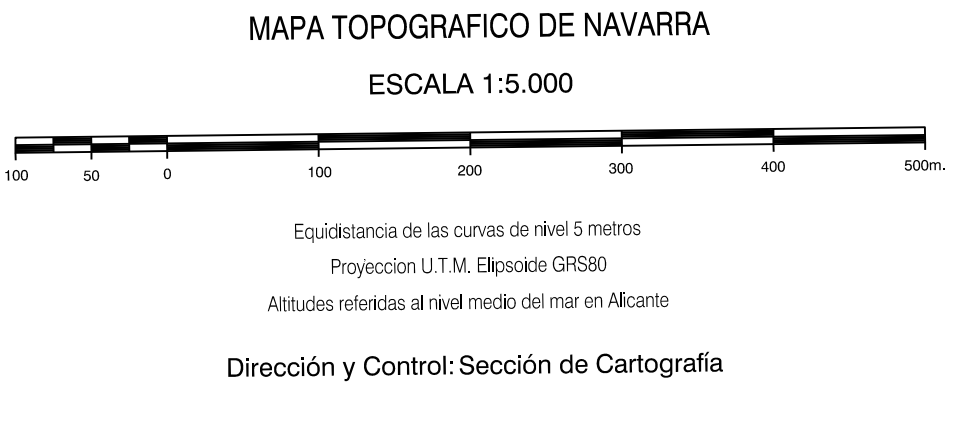 MAPA TOPOGRAFICO DE NAVARRA
ESCALA 1:5.000
100 50 0 100 200 300 400 500m.
Equidistancia de las curvas de nivel 5 metros
Proyeccion U.T.M. Elipsoide GRS80
Altitudes referidas al nivel medio del mar en Alicante
Dirección y Control: Sección de Cartografía